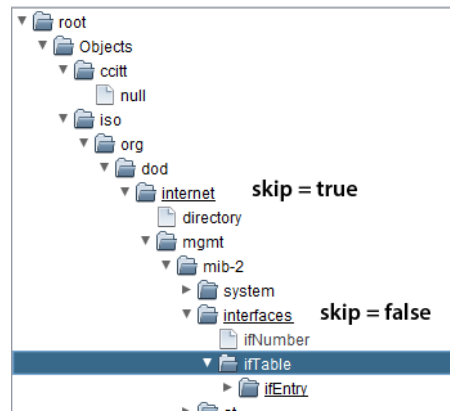 root
Objects
ccitt
null
iso
org
dod
internet skip = true
directory
mgmt
mib-2
system
interfaces skip = false
ifNumber
ifTable
ifEntry
at